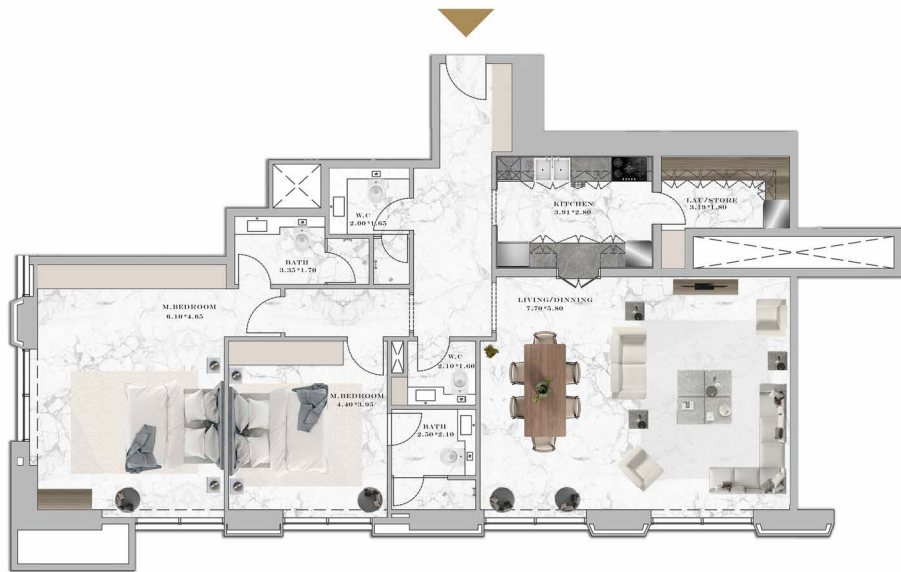 KITCHEN
3.91*2.80
LAU/STORE
3.19*1.80
W.C
2.00*1.65
BATH
3.35*1.70
M.BEDROOM
6.10*4.65
LIVING/DINNING
7.70*5.80
W.C
2.10*1.60
M.BEDROOM
4.40*3.95
BATH
2.50*2.10